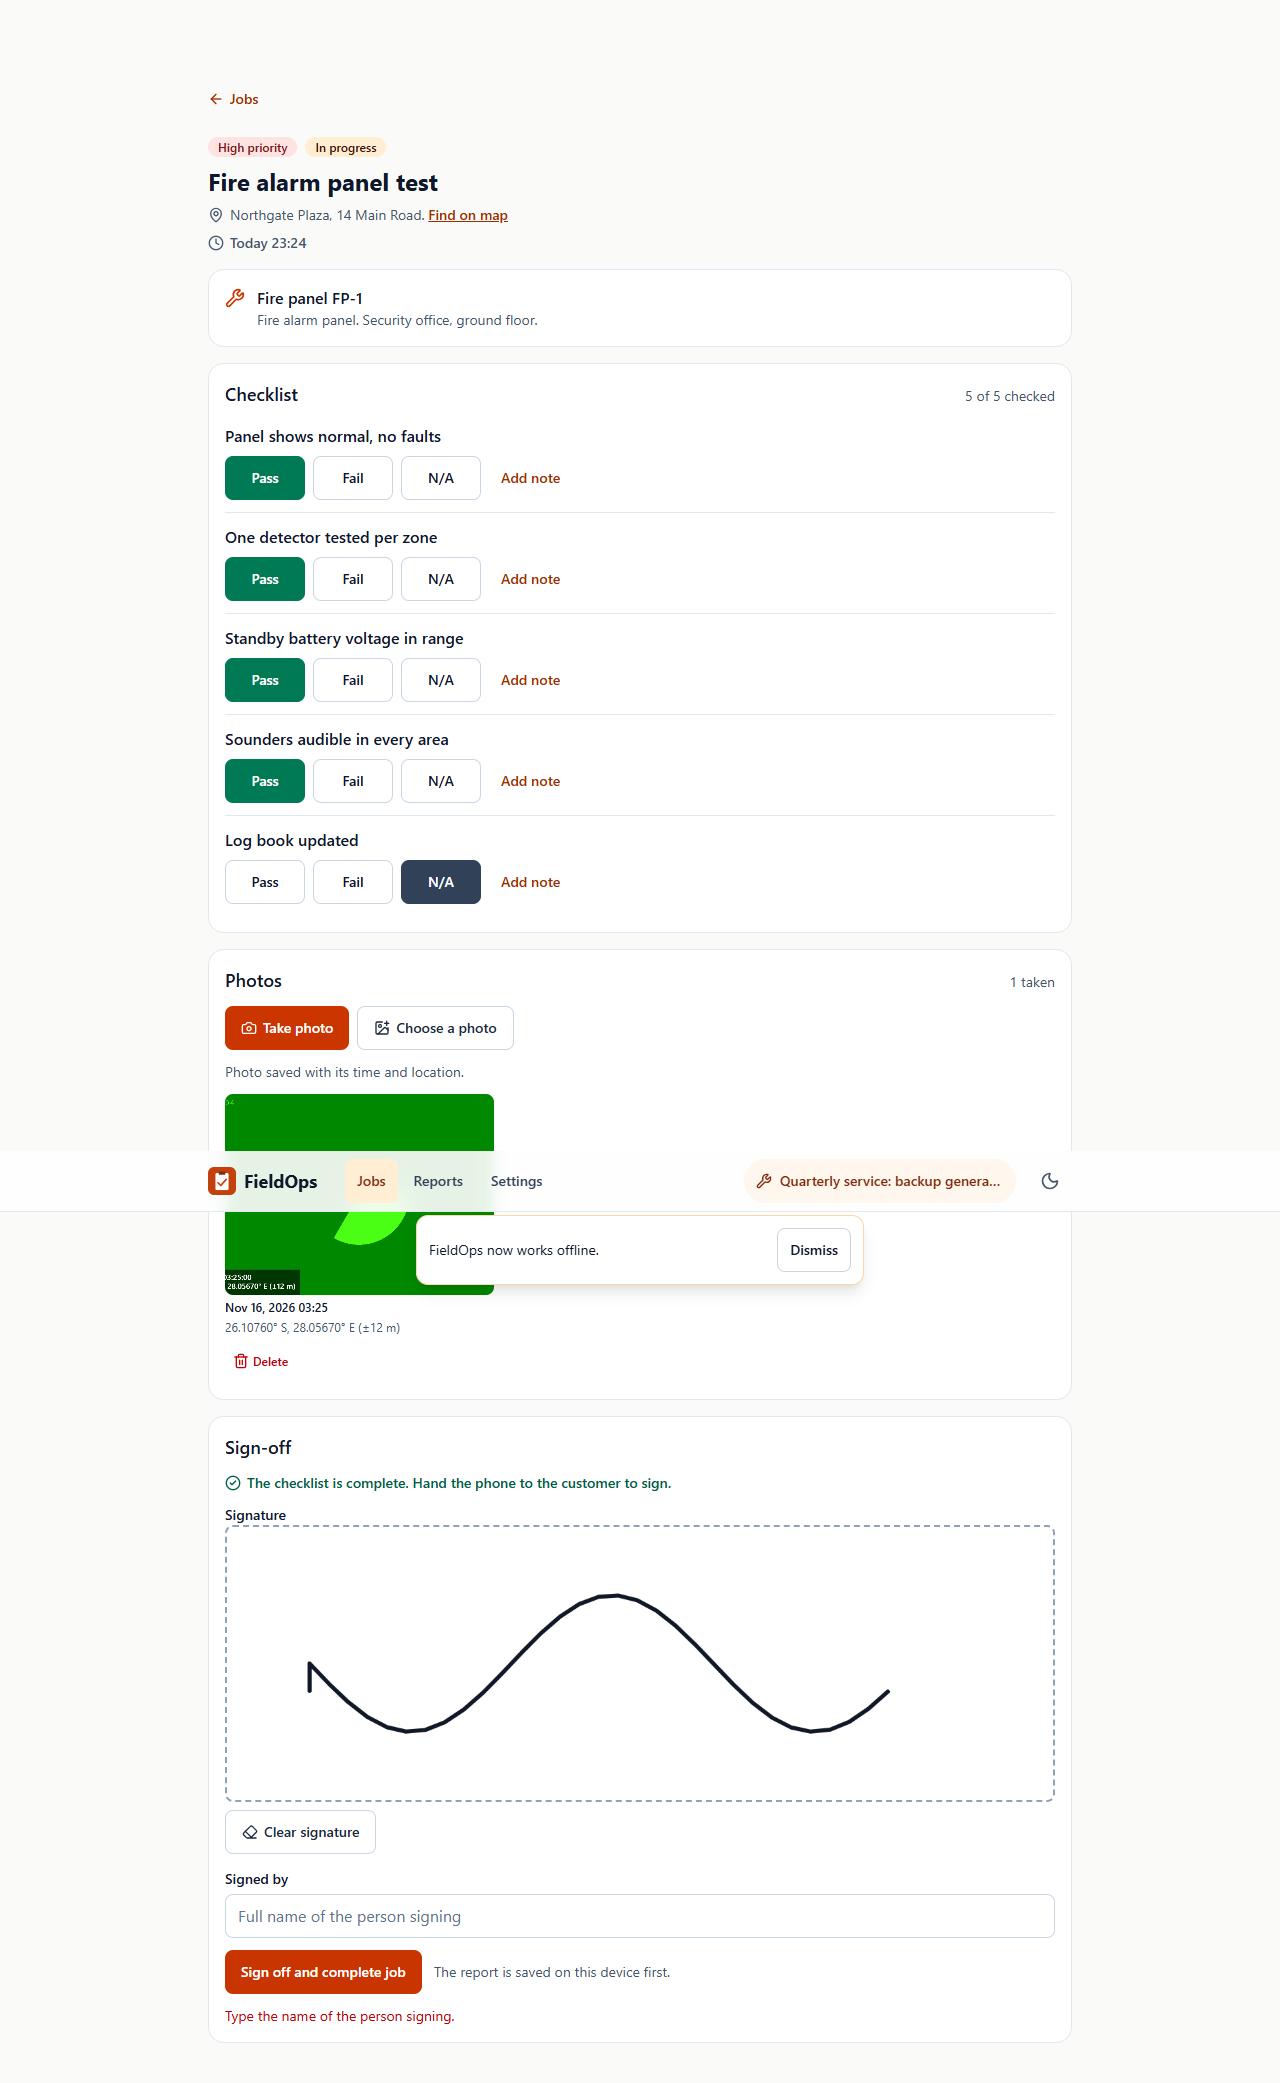 Jobs
High priority
In progress
Fire alarm panel test
Northgate Plaza, 14 Main Road. Find on map
Today 23:24
Fire panel FP-1
Fire alarm panel. Security office, ground floor.
Checklist
5 of 5 checked
Panel shows normal, no faults
Pass Fail N/A Add note
One detector tested per zone
Pass Fail N/A Add note
Standby battery voltage in range
Pass Fail N/A Add note
Sounders audible in every area
Pass Fail N/A Add note
Log book updated
Pass Fail N/A Add note
Photos
1 taken
Take photo Choose a photo
Photo saved with its time and location.
FieldOps Jobs Reports Settings Quarterly service: backup genera...
FieldOps now works offline. Dismiss
03:25:00
28.05670° E (±12 m)
Nov 16, 2026 03:25
26.10760° S, 28.05670° E (±12 m)
Delete
Sign-off
The checklist is complete. Hand the phone to the customer to sign.
Signature
Clear signature
Signed by
Full name of the person signing
Sign off and complete job The report is saved on this device first.
Type the name of the person signing.